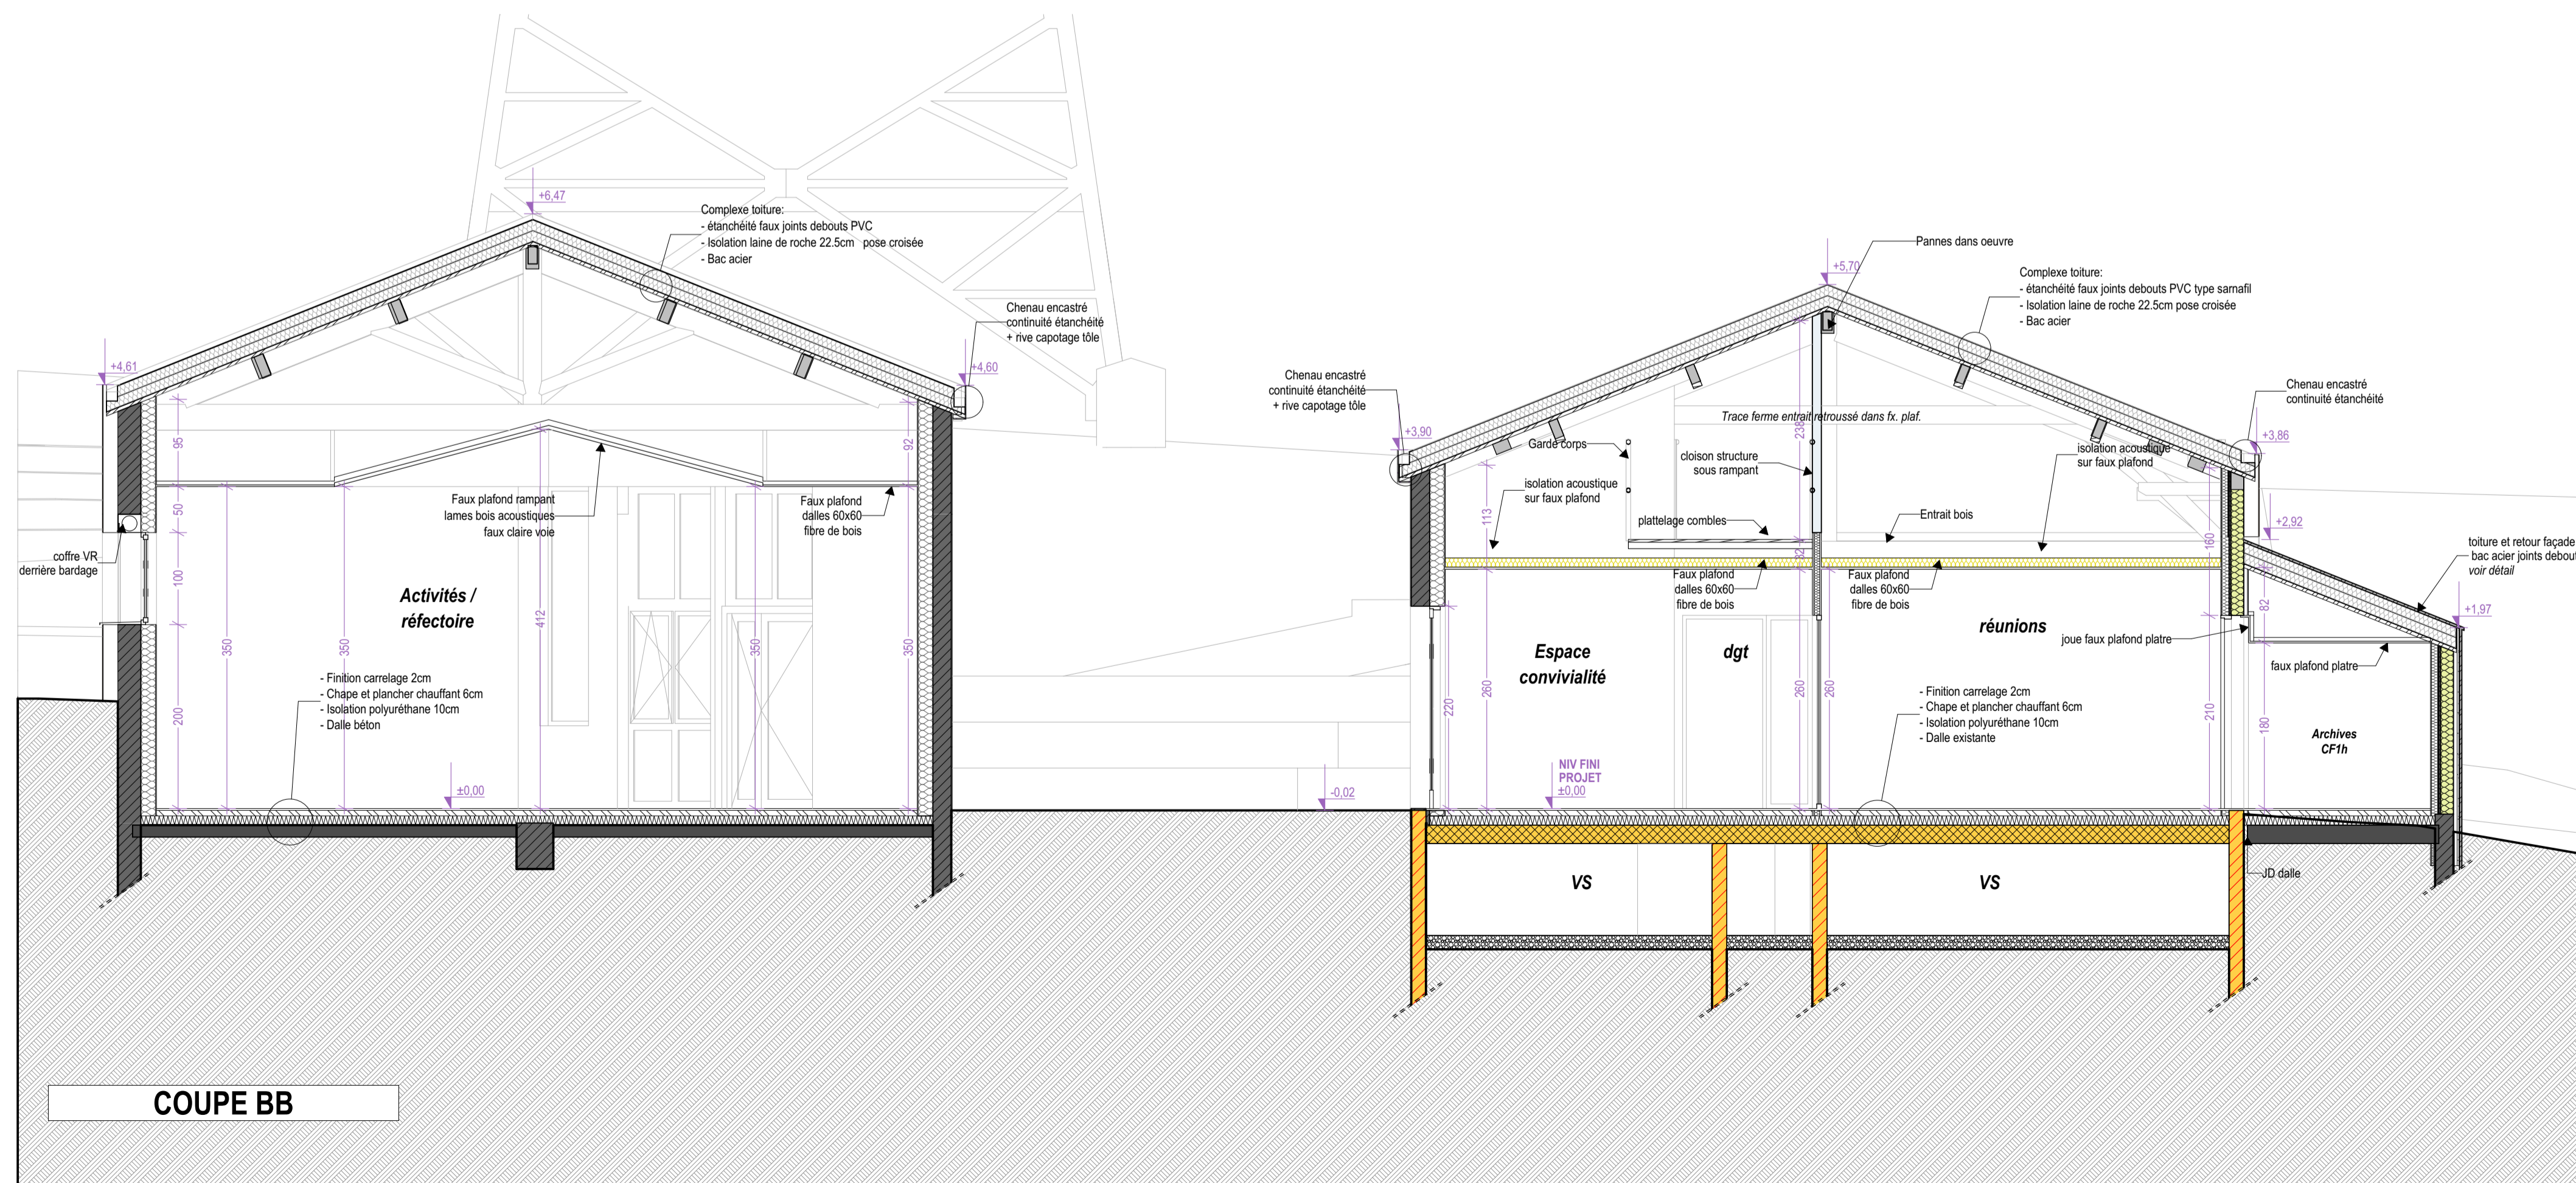 +6,47
Complexe toiture:
- étanchéité faux joints debouts PVC
- Isolation laine de roche 22.5cm   pose croisée
- Bac acier
Chenau encastré
continuité étanchéité
+ rive capotage tôle
+4,61
+4,60
95
92
50
100
200
350
350
412
350
350
Faux plafond rampant
lames bois acoustiques
faux claire voie
Faux plafond
dalles 60x60
fibre de bois
coffre VR
derrière bardage
Activités /
réfectoire
- Finition carrelage 2cm
- Chape et plancher chauffant 6cm
- Isolation polyuréthane 10cm
- Dalle béton
±0,00
-0,02
Pannes dans oeuvre
+5,70
Complexe toiture:
- étanchéité faux joints debouts PVC type sarnafil
- Isolation laine de roche 22.5cm pose croisée
- Bac acier
Chenau encastré
continuité étanchéité
+ rive capotage tôle
Chenau encastré
continuité étanchéité
+3,90
+3,86
Trace ferme entrait retroussé dans fx. plaf.
238
Garde corps
cloison structure
sous rampant
isolation acoustique
sur faux plafond
isolation acoustique
sur faux plafond
113
plattelage combles
Entrait bois
+2,92
160
32
toiture et retour façade
bac acier joints debout
voir détail
Faux plafond
dalles 60x60
fibre de bois
Faux plafond
dalles 60x60
fibre de bois
82
+1,97
réunions
joue faux plafond platre
faux plafond platre
Espace
convivialité
dgt
220
260
260
260
210
180
- Finition carrelage 2cm
- Chape et plancher chauffant 6cm
- Isolation polyuréthane 10cm
- Dalle existante
Archives
CF1h
NIV FINI
PROJET
±0,00
VS
VS
JD dalle
COUPE BB